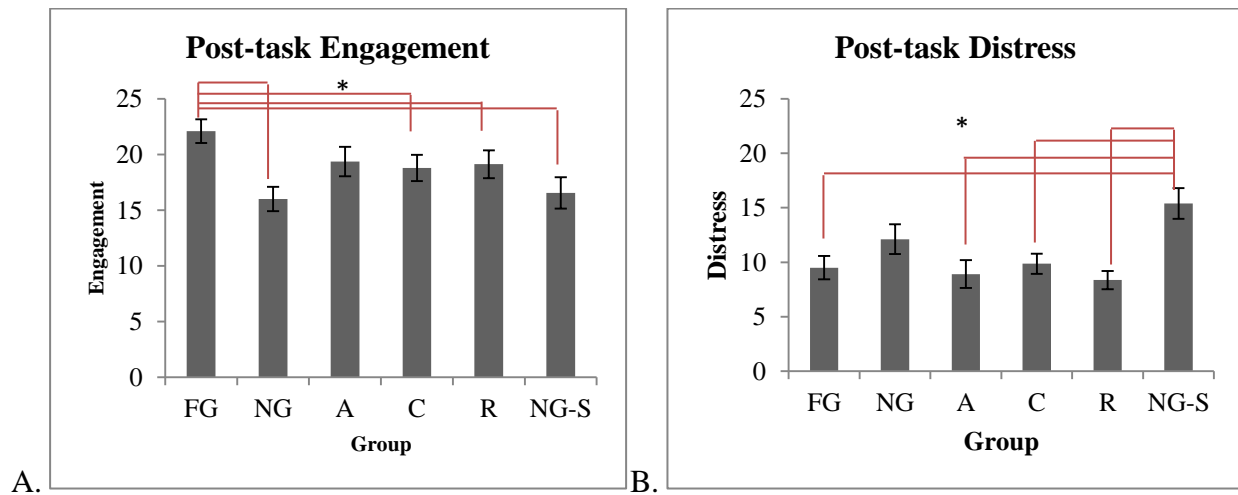 Post-task Engagement
*
25
20
15
10
5
0
Engagement
FG NG A C R NG-S
Group
A.
Post-task Distress
*
25
20
15
10
5
0
Distress
FG NG A C R NG-S
Group
B.